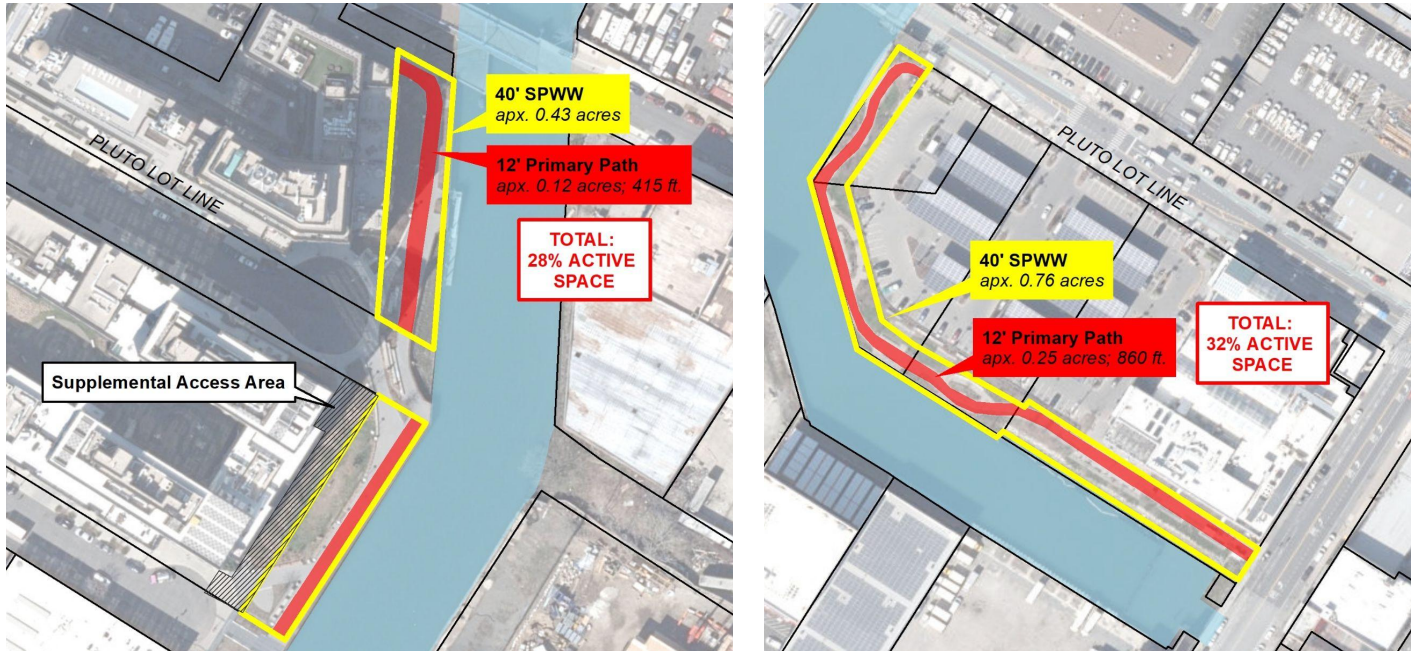 40' SPWW
apx. 0.43 acres
PLUTO LOT LINE
12' Primary Path
apx. 0.12 acres; 415 ft.
TOTAL:
28% ACTIVE
SPACE
Supplemental Access Area
PLUTO LOT LINE
40' SPWW
apx. 0.76 acres
12' Primary Path
apx. 0.25 acres; 860 ft.
TOTAL:
32% ACTIVE
SPACE